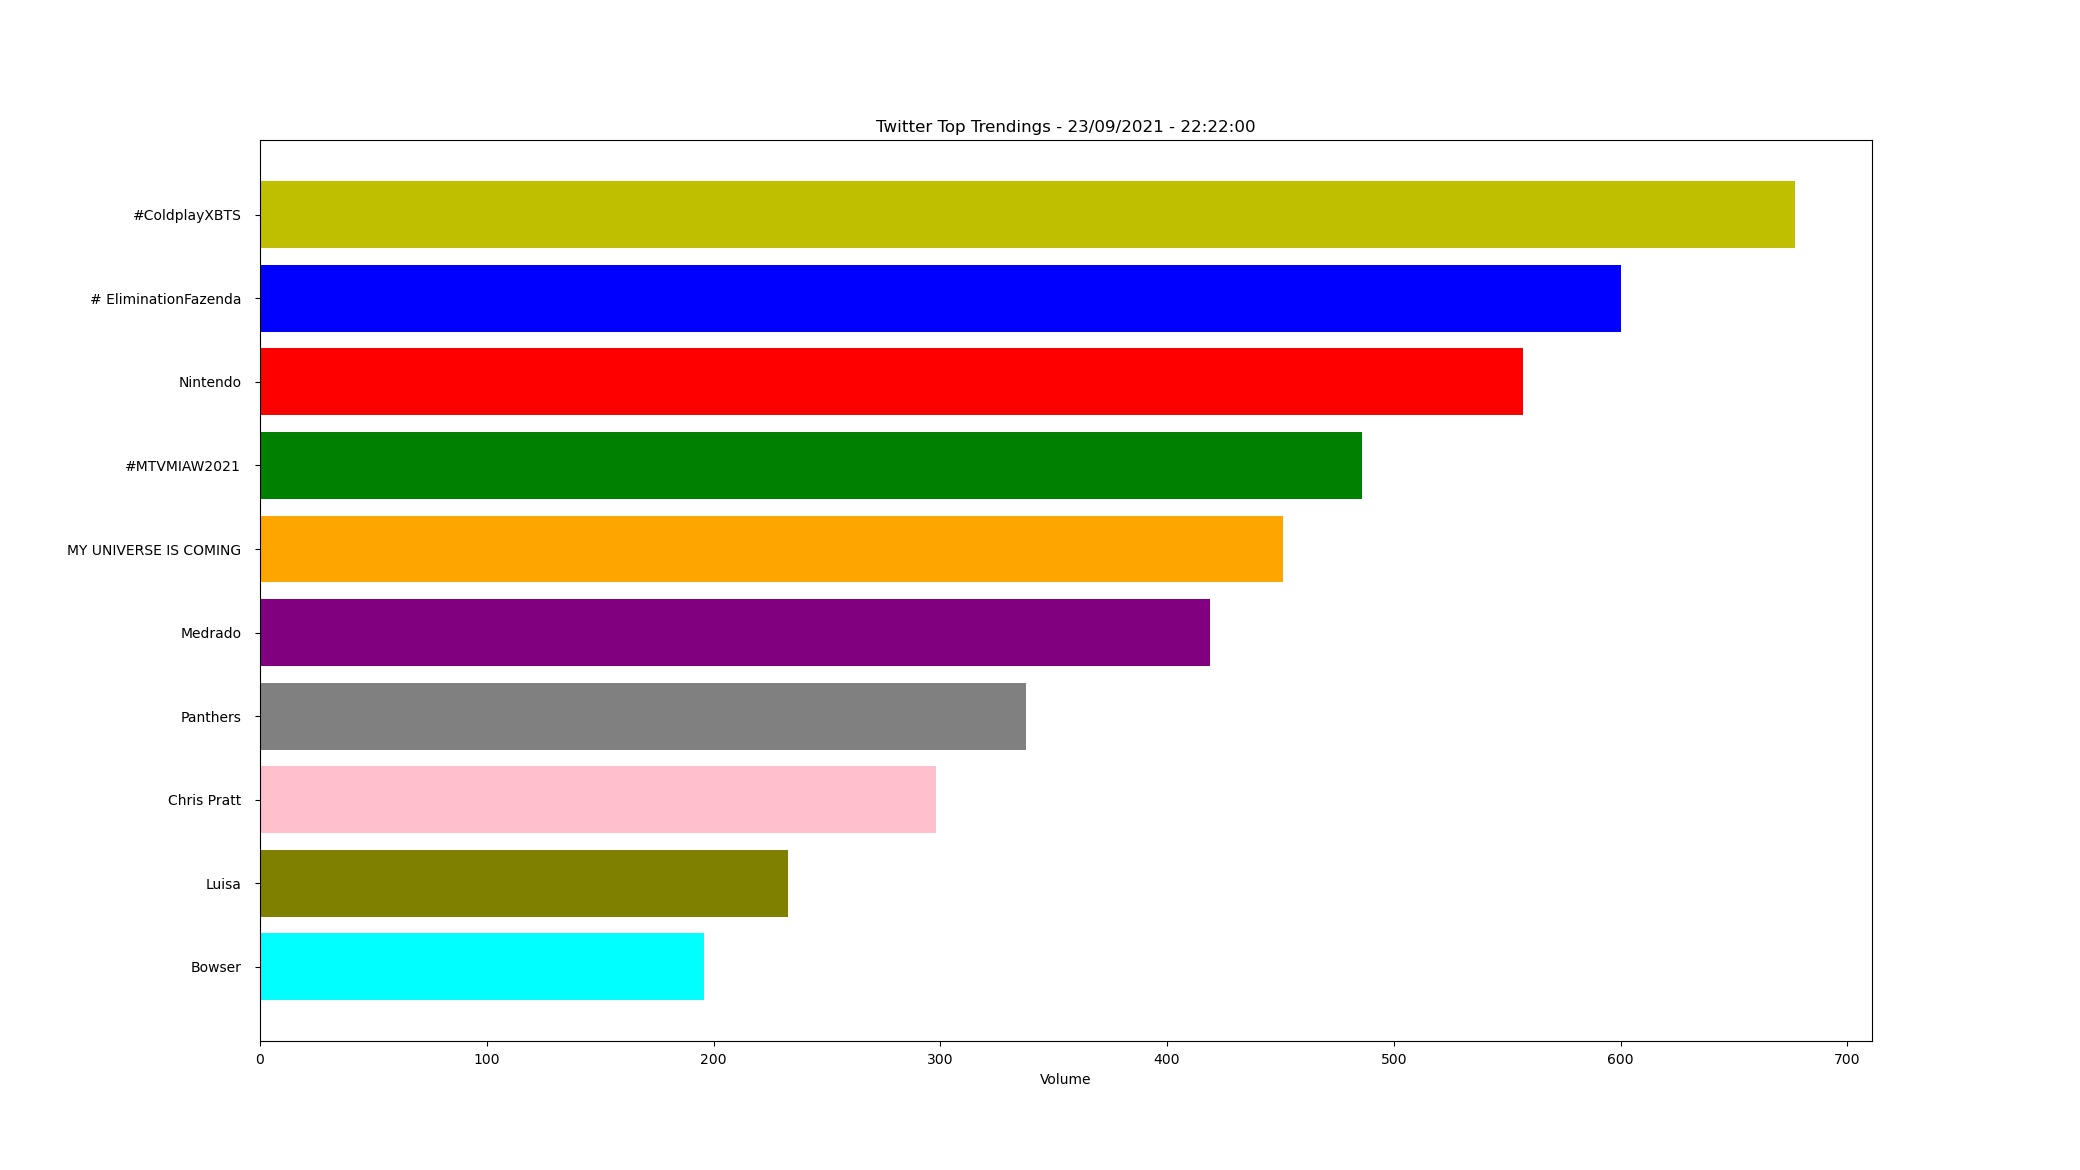 Twitter Top Trendings - 23/09/2021 - 22:22:00
#ColdplayXBTS
# EliminationFazenda
Nintendo
#MTVMIAW2021
MY UNIVERSE IS COMING
Medrado
Panthers
Chris Pratt
Luisa
Bowser
0 100 200 300 400 500 600 700
Volume